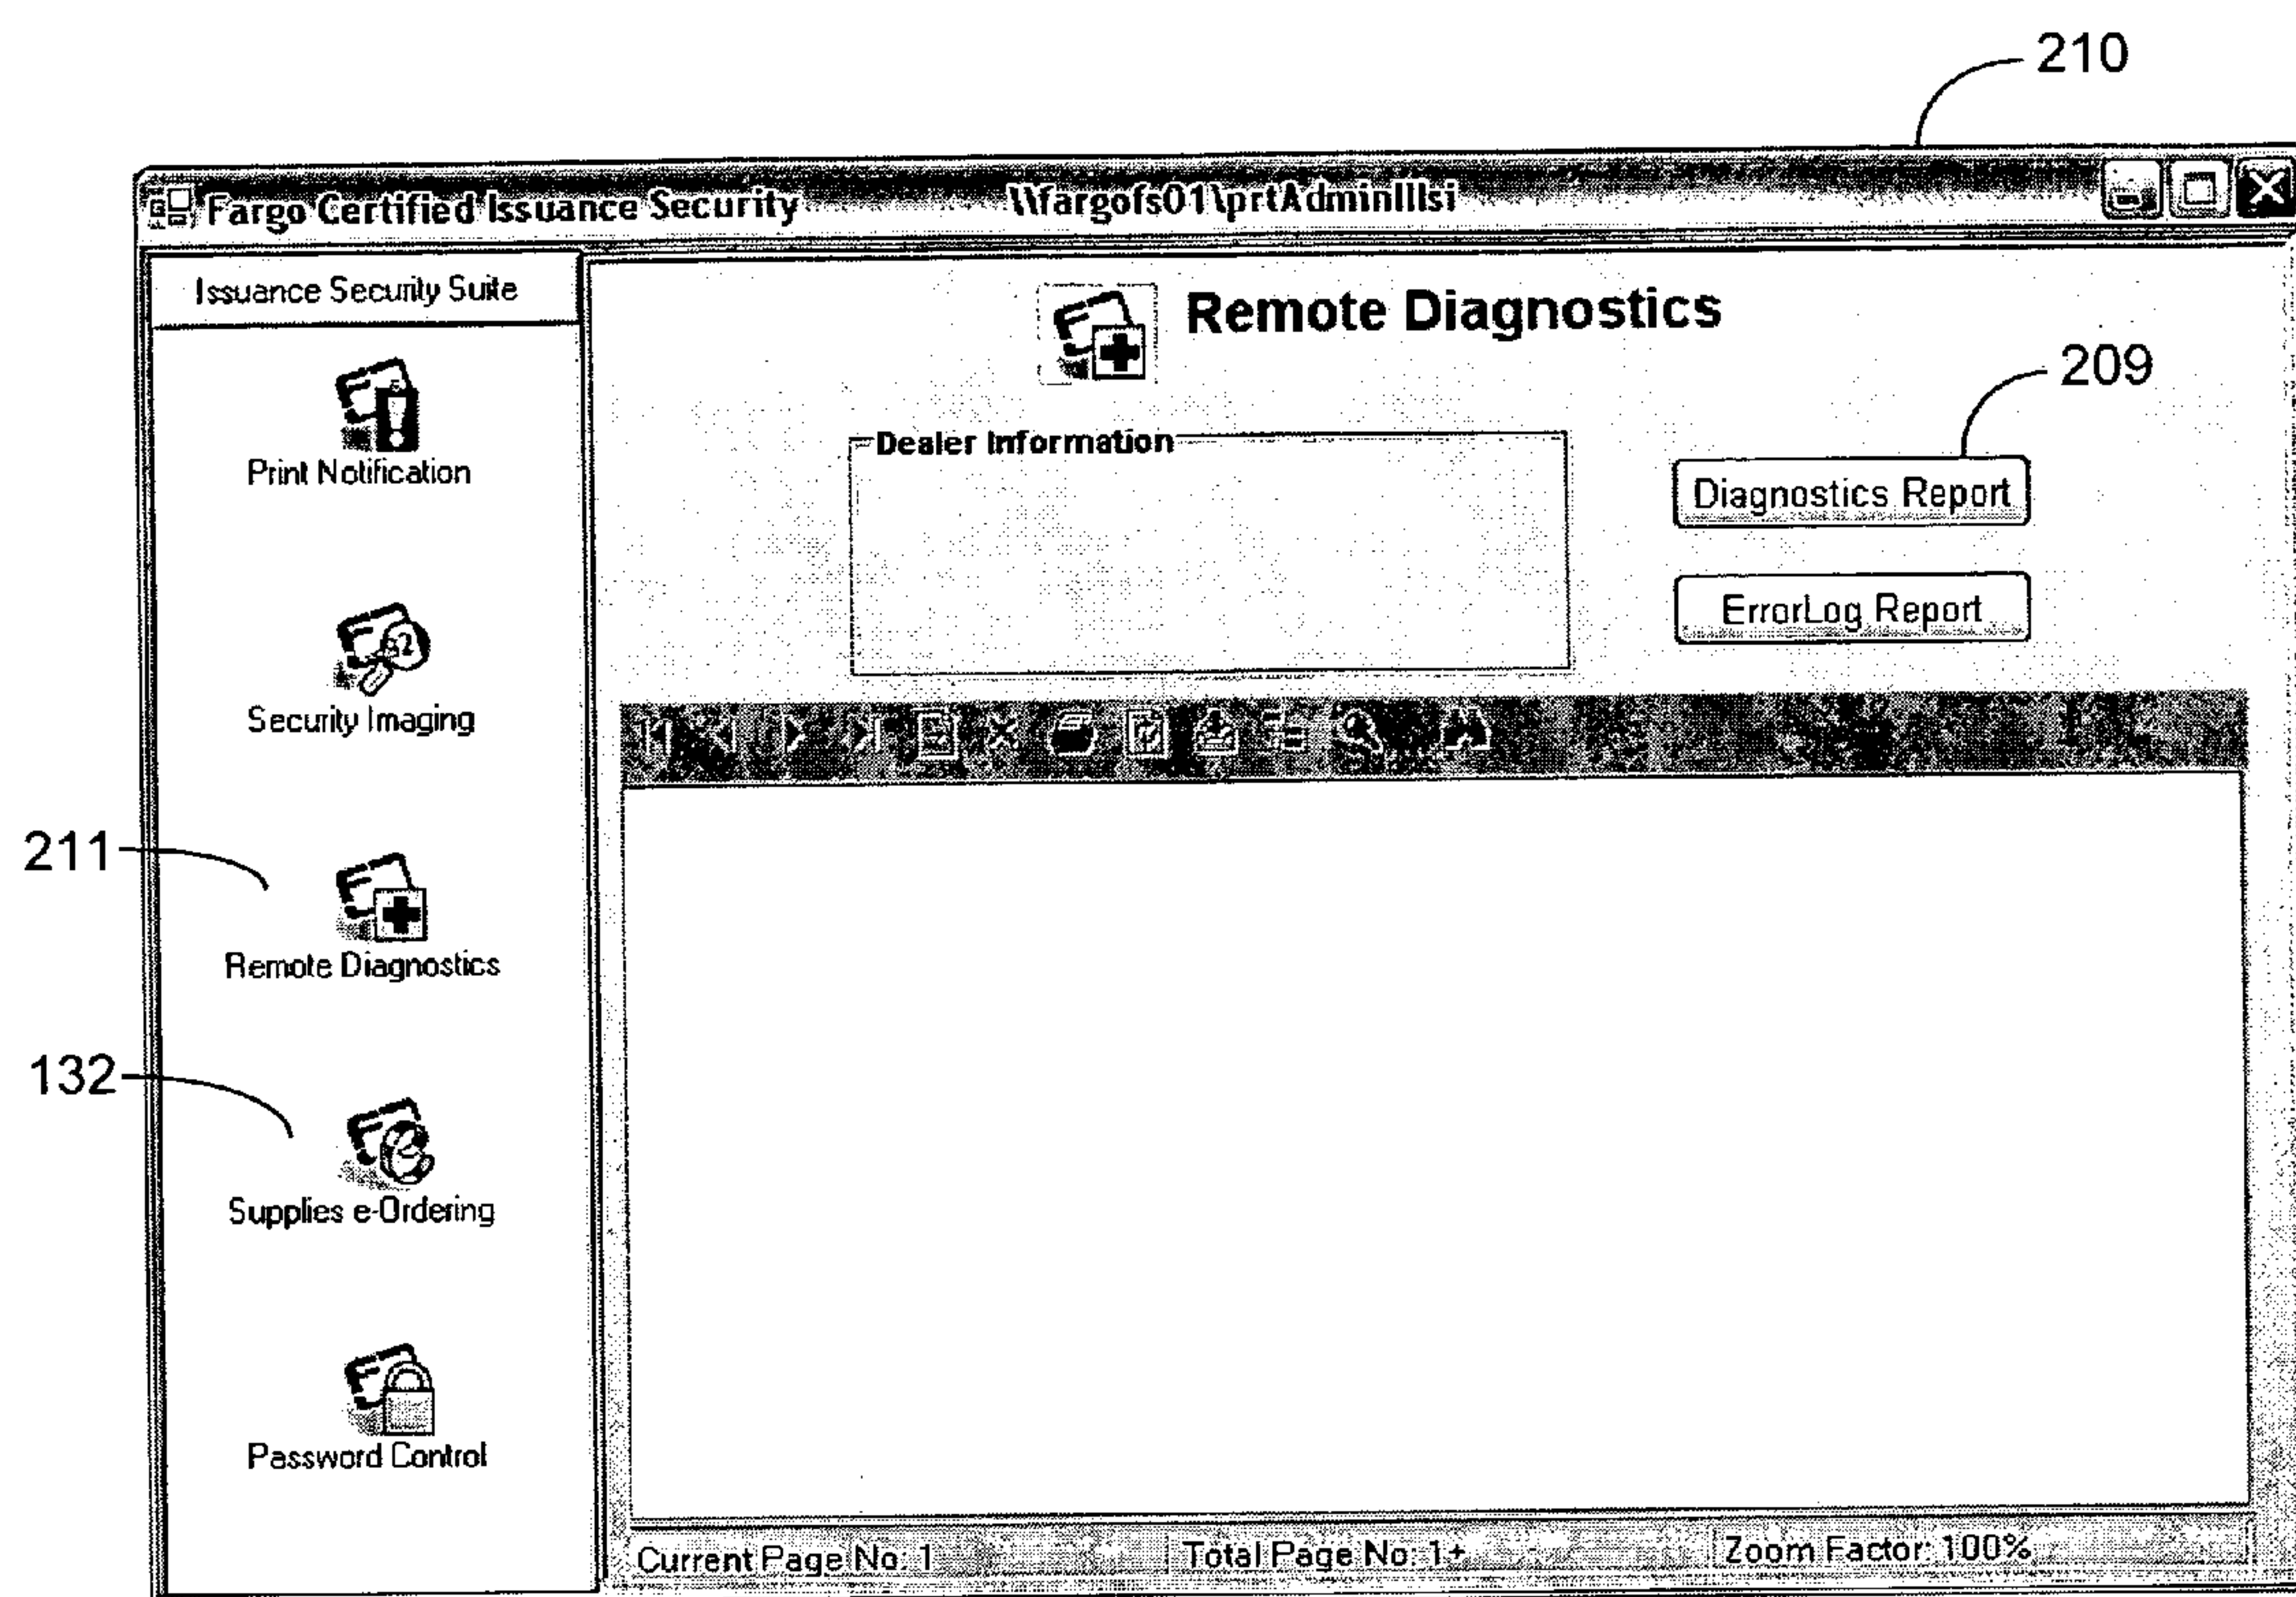 210
Fargo Certified Issuance Security
Issuance Security Suite
Remote Diagnostics
209
Dealer Information
Print Notification
Diagnostics Report
ErrorLog Report
Security Imaging
211
Remote Diagnostics
132
Supplies e-Ordering
Password Control
Current Page No: 1 Total Page No: 1+ Zoom Factor: 100%